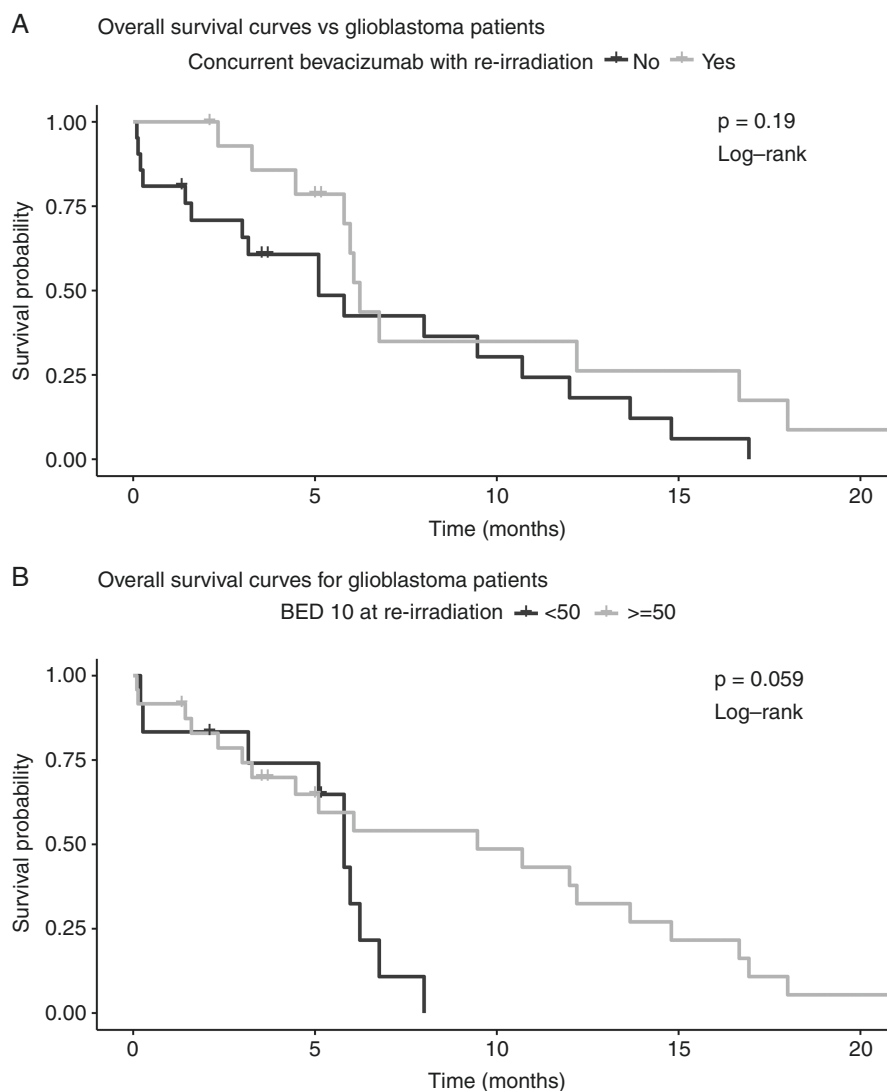 A Overall survival curves vs glioblastoma patients
Concurrent bevacizumab with re-irradiation No Yes
p = 0.19
Log–rank
Survival probability
1.00
0.75
0.50
0.25
0.00
0 5 10 15 20
Time (months)
B Overall survival curves for glioblastoma patients
BED 10 at re-irradiation <50 >=50
p = 0.059
Log–rank
Survival probability
1.00
0.75
0.50
0.25
0.00
0 5 10 15 20
Time (months)